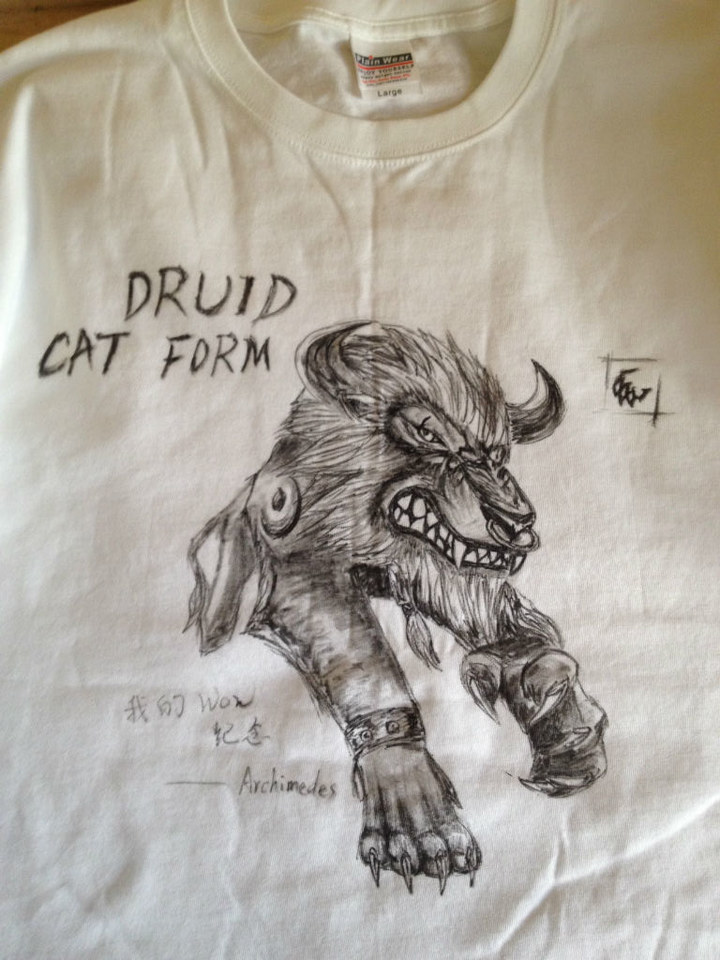 Plain Wear
Large
DRUID
CAT FORM
我的 WoW
纪念
—— Archimedes